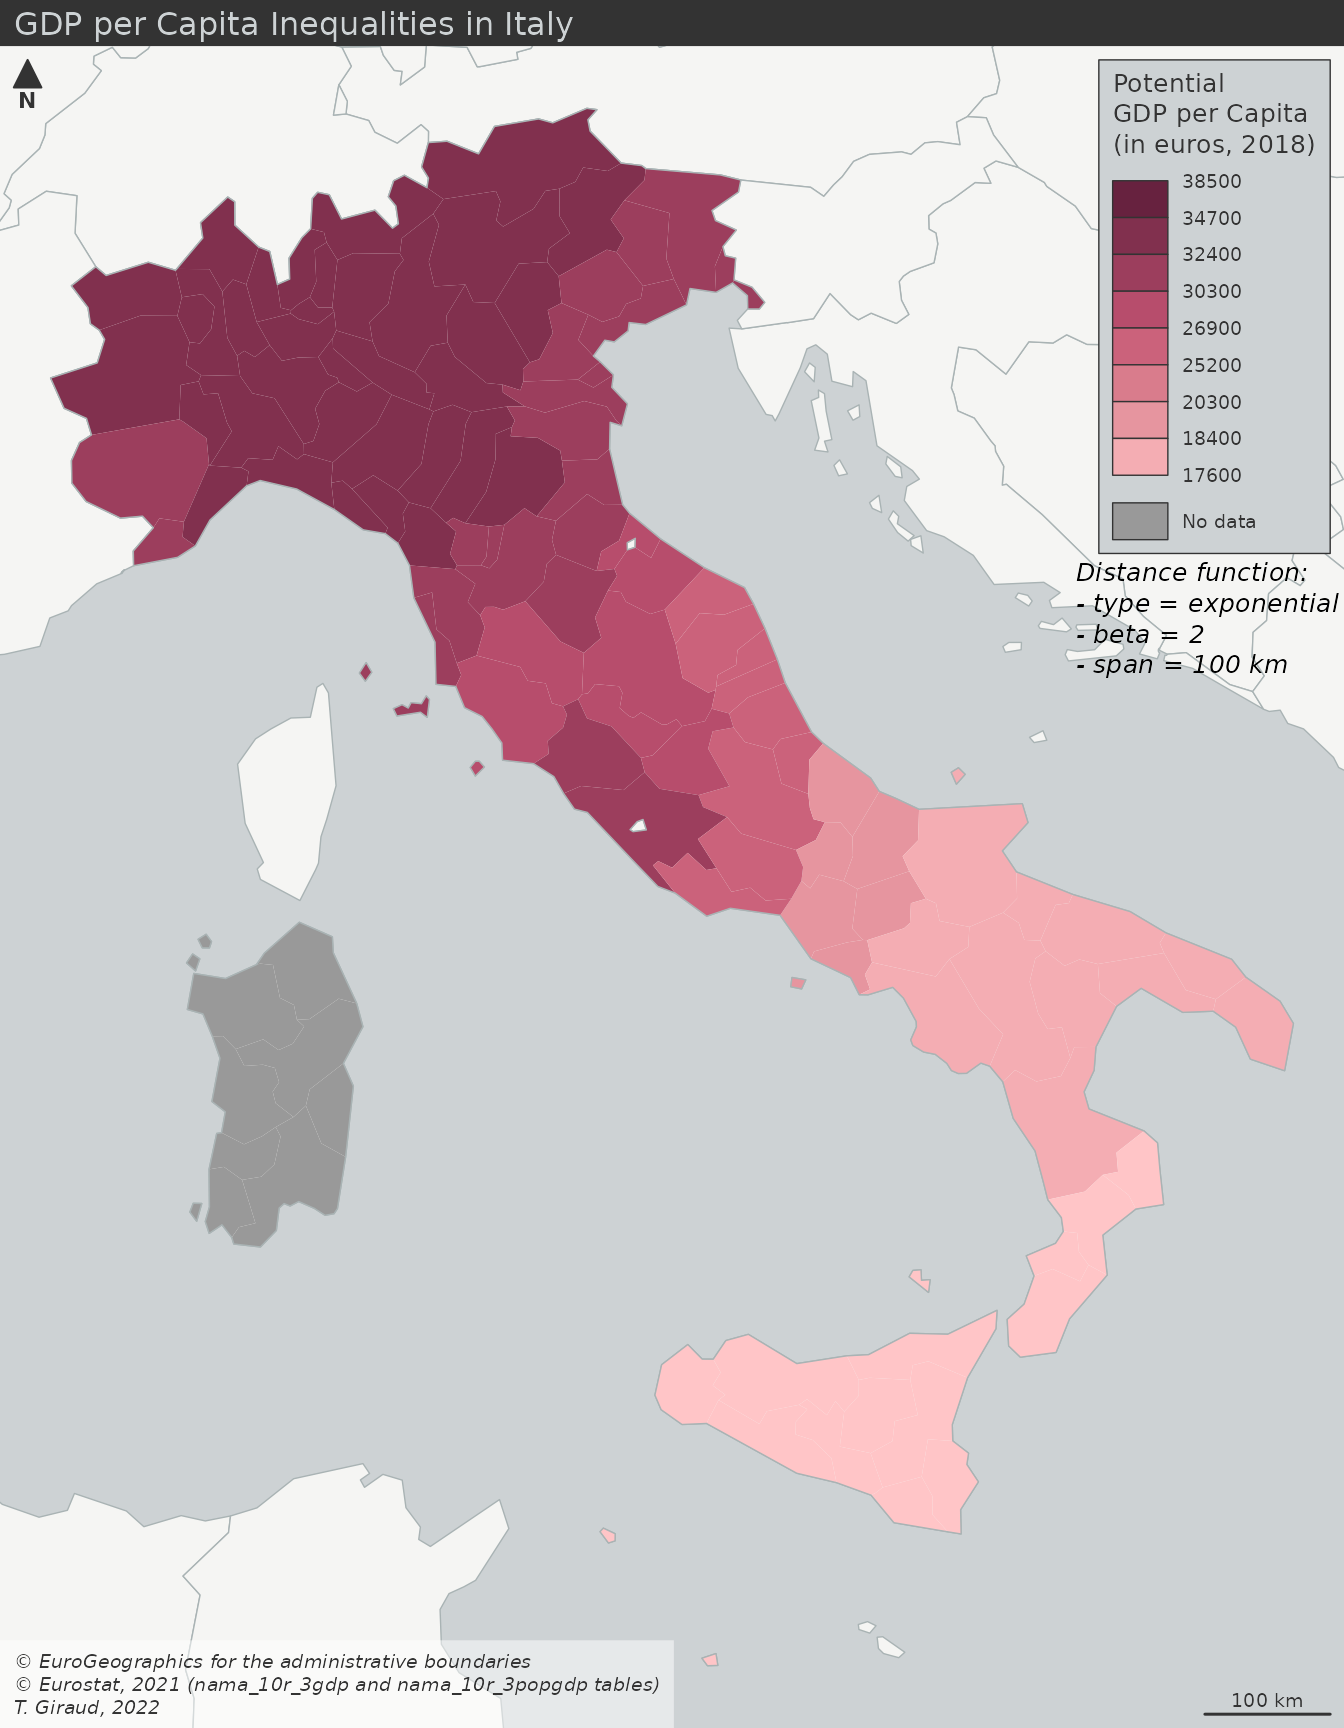 GDP per Capita Inequalities in Italy
N
Potential
GDP per Capita
(in euros, 2018)
38500
34700
32400
30300
26900
25200
20300
18400
17600
No data
Distance function:
- type = exponential
- beta = 2
- span = 100 km
© EuroGeographics for the administrative boundaries
© Eurostat, 2021 (nama_10r_3gdp and nama_10r_3popgdp tables)
T. Giraud, 2022
100 km